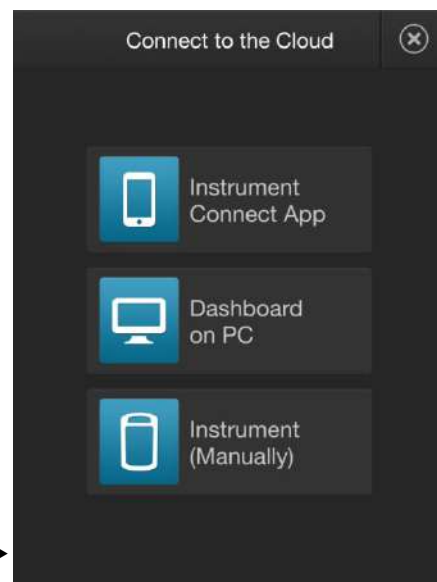 Connect to the Cloud
Instrument
Connect App
Dashboard
on PC
Instrument
(Manually)